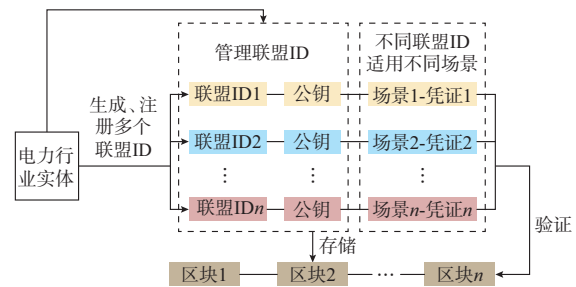 管理联盟ID
不同联盟ID
适用不同场景
生成、注
册多个
联盟ID
电力行
业实体
联盟ID1
公钥
场景1-凭证1
联盟ID2
公钥
场景2-凭证2
⋮
⋮
⋮
联盟IDn
公钥
场景n-凭证n
存储
验证
区块1
区块2
…
区块n